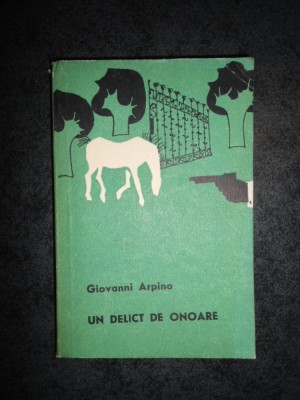 Giovanni Arpino
UN DELICT DE ONOARE